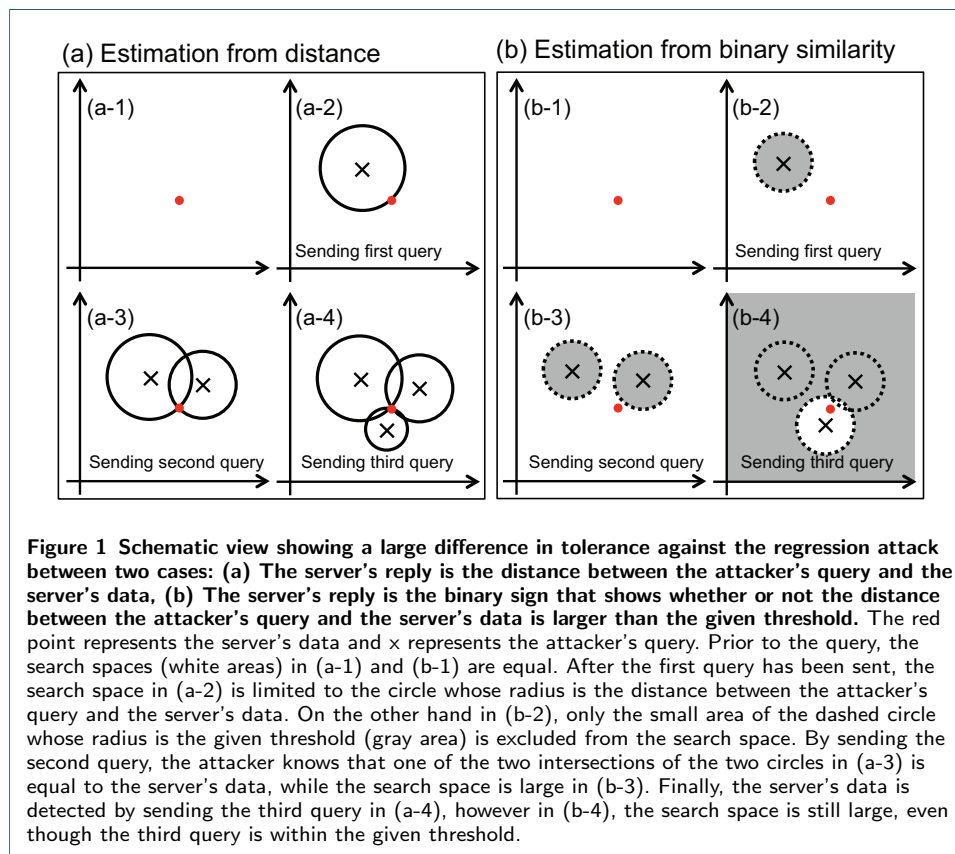 (a) Estimation from distance
(b) Estimation from binary similarity
(a-1)
(a-2)
Sending first query
(b-1)
(b-2)
Sending first query
(a-3)
Sending second query
(a-4)
Sending third query
(b-3)
Sending second query
(b-4)
Sending third query
Figure 1 Schematic view showing a large difference in tolerance against the regression attack
between two cases: (a) The server's reply is the distance between the attacker's query and the
server's data, (b) The server's reply is the binary sign that shows whether or not the distance
between the attacker's query and the server's data is larger than the given threshold. The red
point represents the server's data and x represents the attacker's query. Prior to the query, the
search spaces (white areas) in (a-1) and (b-1) are equal. After the first query has been sent, the
search space in (a-2) is limited to the circle whose radius is the distance between the attacker's
query and the server's data. On the other hand in (b-2), only the small area of the dashed circle
whose radius is the given threshold (gray area) is excluded from the search space. By sending the
second query, the attacker knows that one of the two intersections of the two circles in (a-3) is
equal to the server's data, while the search space is large in (b-3). Finally, the server's data is
detected by sending the third query in (a-4), however in (b-4), the search space is still large, even
though the third query is within the given threshold.